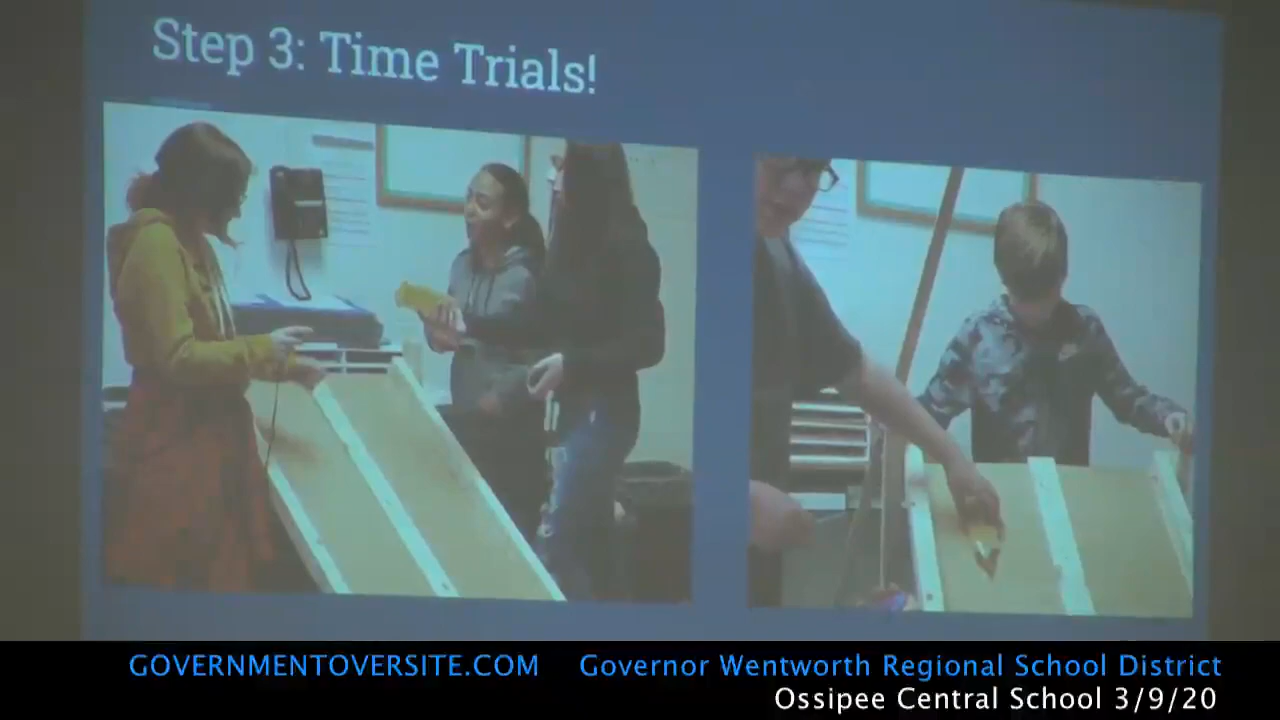 Step 3: Time Trials!
GOVERNMENTOVERSITE.COM Governor Wentworth Regional School District
Ossipee Central School 3/9/20